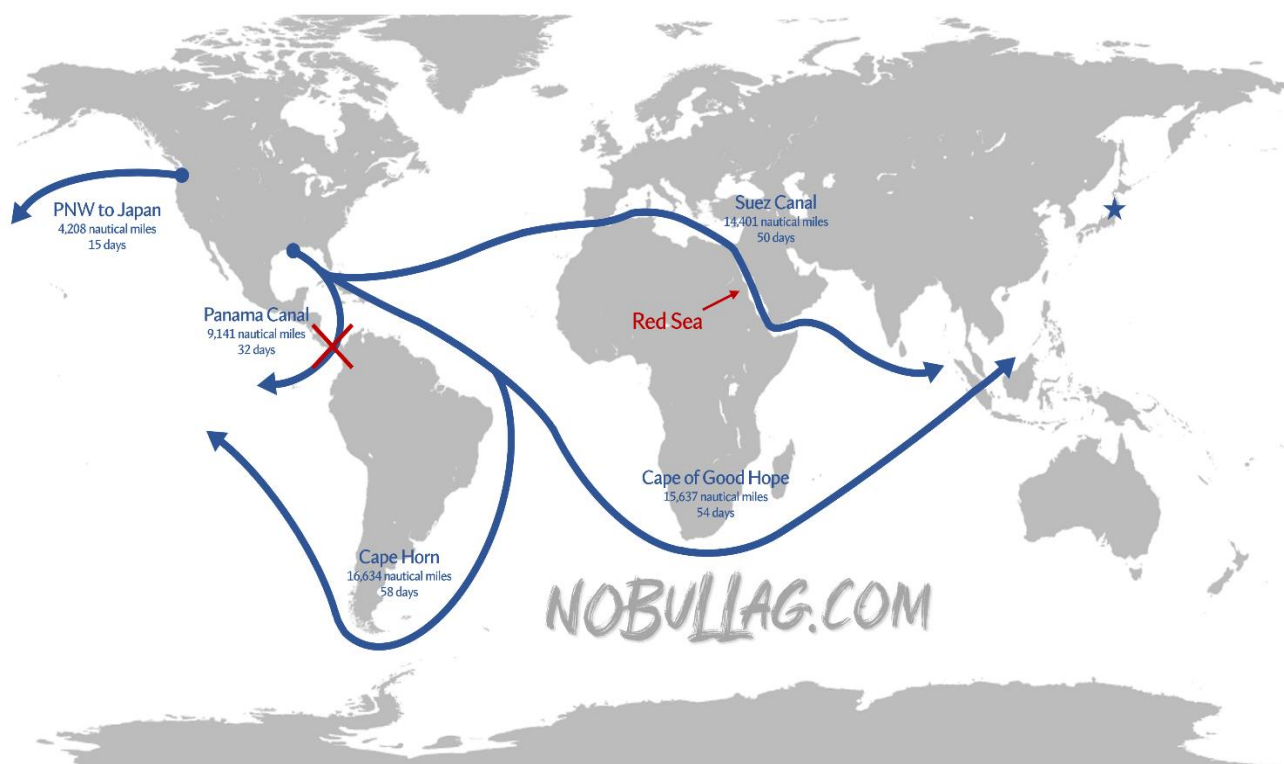 PNW to Japan
4,208 nautical miles
15 days
Suez Canal
14,401 nautical miles
50 days
Panama Canal
9,141 nautical miles
32 days
Red Sea
Cape of Good Hope
15,637 nautical miles
54 days
Cape Horn
16,634 nautical miles
58 days
NOBULLAG.COM